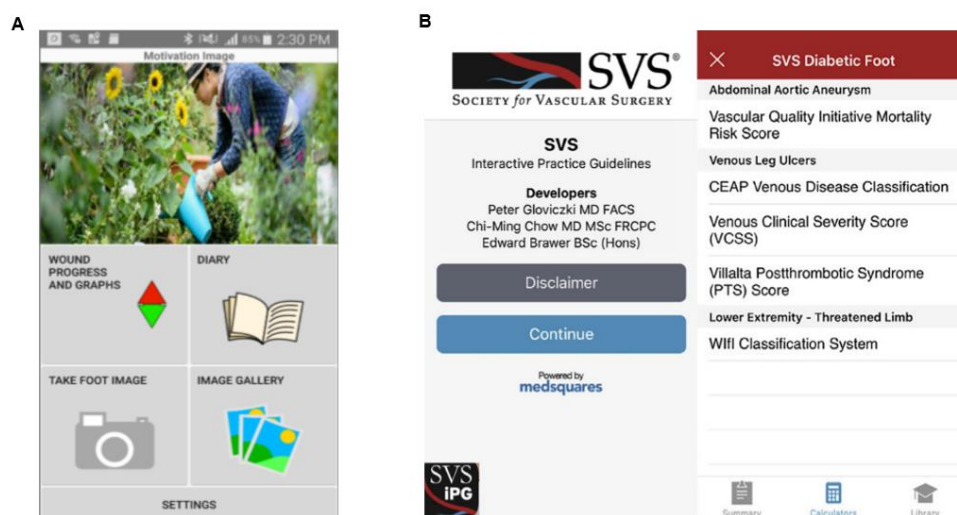 A
85% 2:30 PM
Motivation Image
WOUND
PROGRESS
AND GRAPHS
DIARY
TAKE FOOT IMAGE
IMAGE GALLERY
SETTINGS
B
SVS®
SOCIETY for VASCULAR SURGERY
SVS
Interactive Practice Guidelines
Developers
Peter Gloviczki MD FACS
Chi-Ming Chow MD MSc FRCPC
Edward Brawer BSc (Hons)
Disclaimer
Continue
Powered by
medsquares
SVS
iPG
SVS Diabetic Foot
Abdominal Aortic Aneurysm
Vascular Quality Initiative Mortality
Risk Score
Venous Leg Ulcers
CEAP Venous Disease Classification
Venous Clinical Severity Score
(VCSS)
Villalta Postthrombotic Syndrome
(PTS) Score
Lower Extremity - Threatened Limb
WIfI Classification System
Summary
Calculators
Library